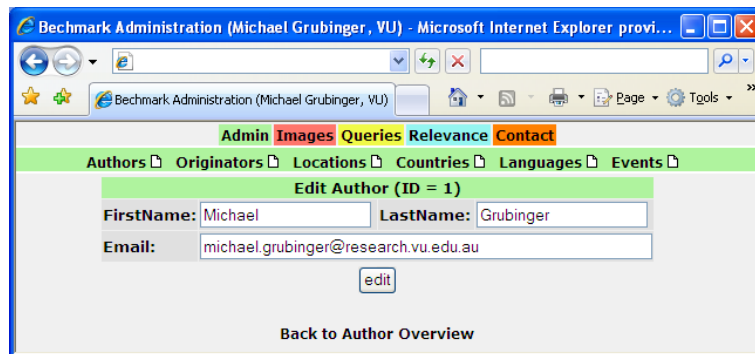 Bechmark Administration (Michael Grubinger, VU) - Microsoft Internet Explorer provi...
Bechmark Administration (Michael Grubinger, VU)
Page Tools »
Admin Images Queries Relevance Contact
Authors Originators Locations Countries Languages Events
Edit Author (ID = 1)
FirstName: Michael LastName: Grubinger
Email: michael.grubinger@research.vu.edu.au
edit
Back to Author Overview